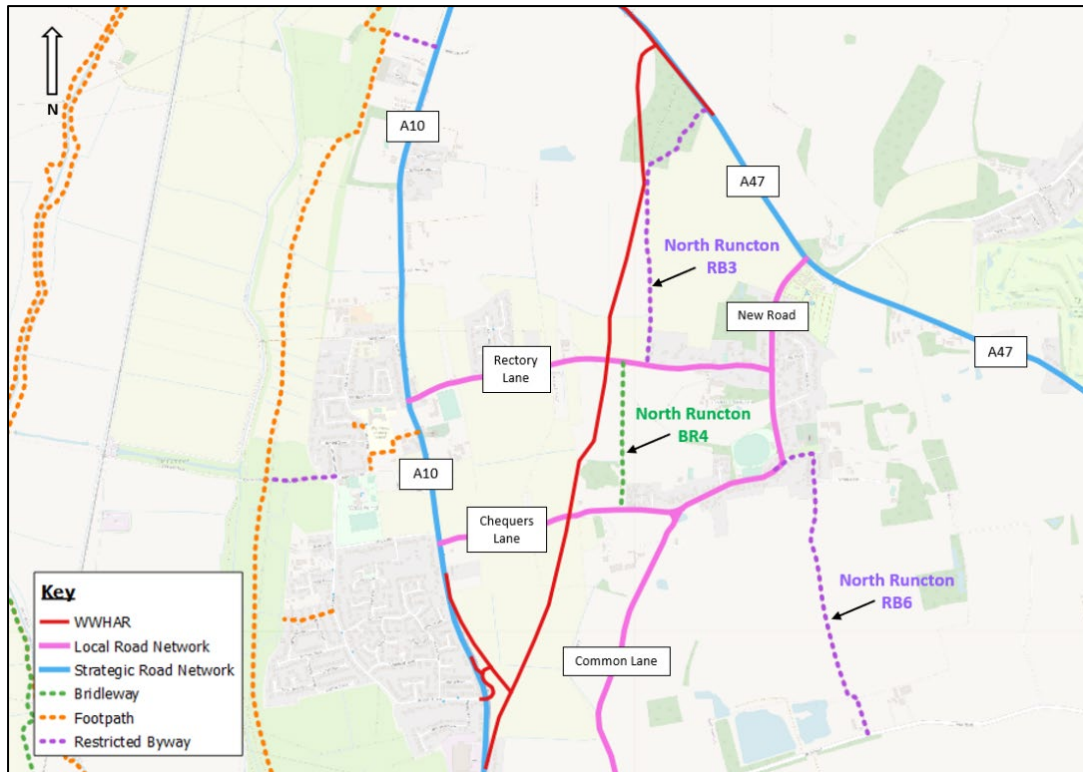 N
A10
A47
North Runcton
RB3
New Road
A47
Rectory
Lane
North Runcton
BR4
A10
Chequers
Lane
North Runcton
RB6
Common Lane
Key
WWHAR
Local Road Network
Strategic Road Network
Bridleway
Footpath
Restricted Byway